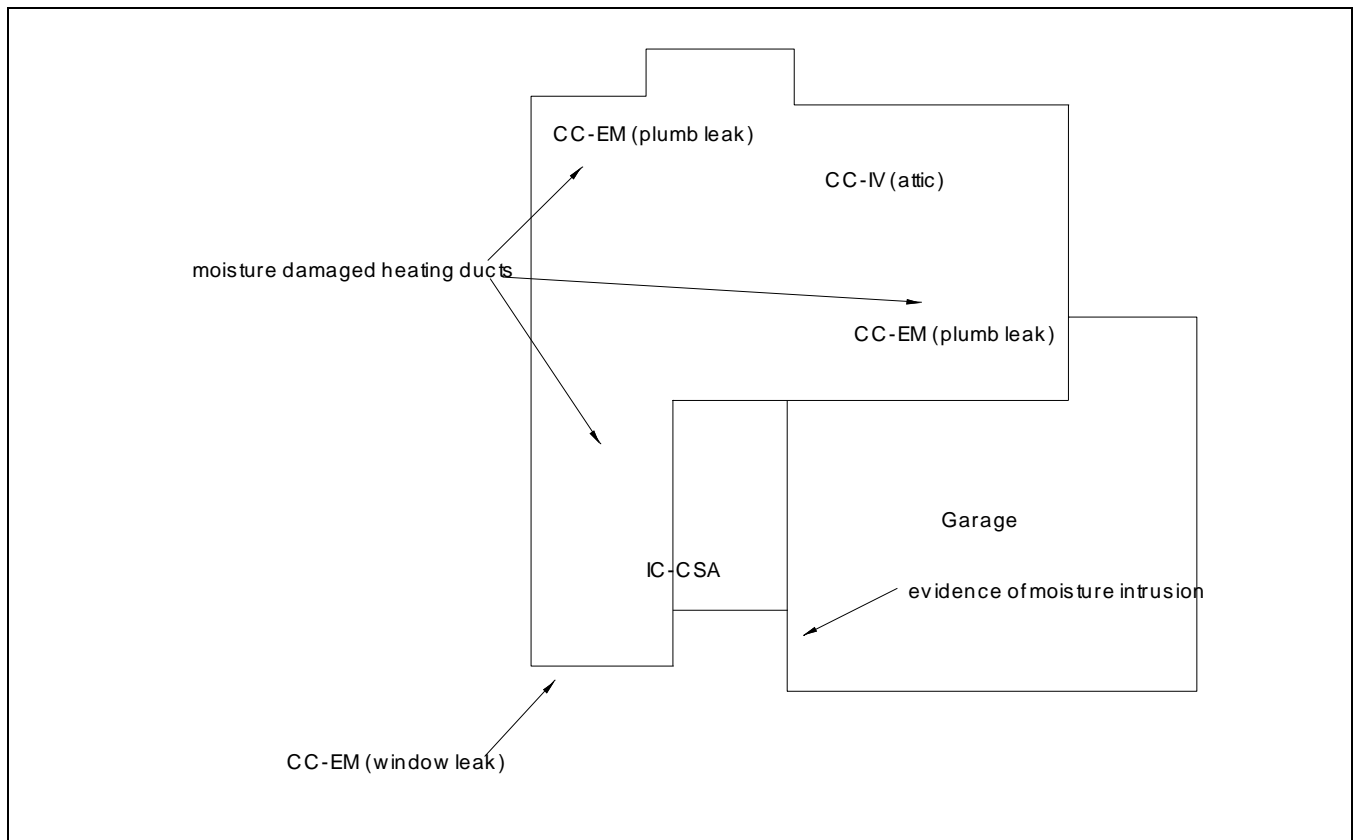 CC-EM (plumb leak)
CC-IV (attic)
moisture damaged heating ducts
CC-EM (plumb leak)
Garage
IC-CSA
evidence of moisture intrusion
CC-EM (window leak)